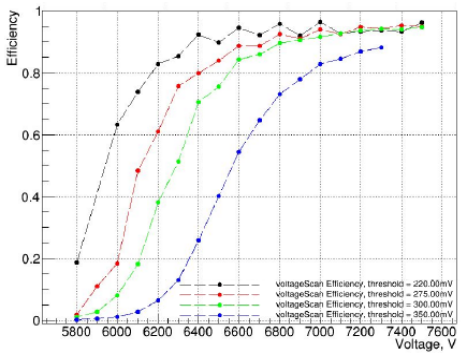 Efficiency
1
0.8
0.6
0.4
0.2
0
voltageScan Efficiency, threshold = 220.00mV
voltageScan Efficiency, threshold = 275.00mV
voltageScan Efficiency, threshold = 300.00mV
voltageScan Efficiency, threshold = 350.00mV
5800 6000 6200 6400 6600 6800 7000 7200 7400 7600
Voltage, V